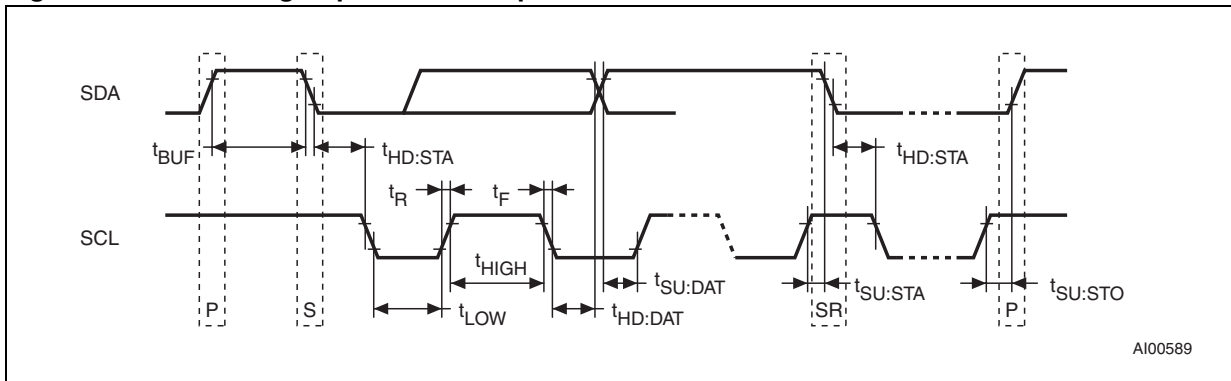 SDA
tBUF
tHD:STA
tHD:STA
tR
tF
SCL
tHIGH
tSU:DAT
tSU:STA
tSU:STO
tLOW
tHD:DAT
P
S
SR
P
AI00589